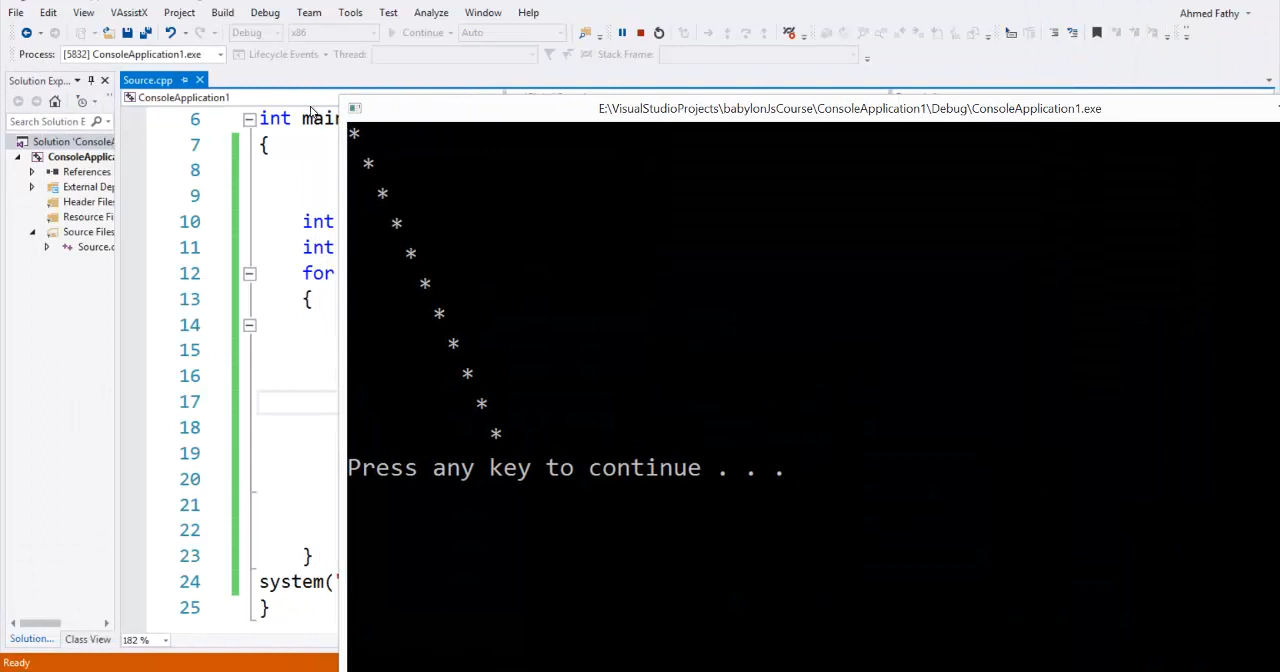 File Edit View VAssistX Project Build Debug Team Tools Test Analyze Window Help Ahmed Fathy
Debug x86 Continue Auto
Process: [5832] ConsoleApplication1.exe Lifecycle Events Thread: Stack Frame:
Solution Exp... Source.cpp
ConsoleApplication1
E:\VisualStudioProjects\babylonJsCourse\ConsoleApplication1\Debug\ConsoleApplication1.exe
Search Solution E
Solution 'ConsoleA
ConsoleApplica
References
External Dep
Header Files
Resource Fi
Source Files
Source.c
6 int main
7 {
8
9
10 int
11 int
12 for
13 {
14
15
16
17
18
19
20
21
22
23 }
24 system("
25 }
*
*
*
*
*
*
*
*
*
*
*
Press any key to continue . . .
Solution... Class View 182 %
Ready